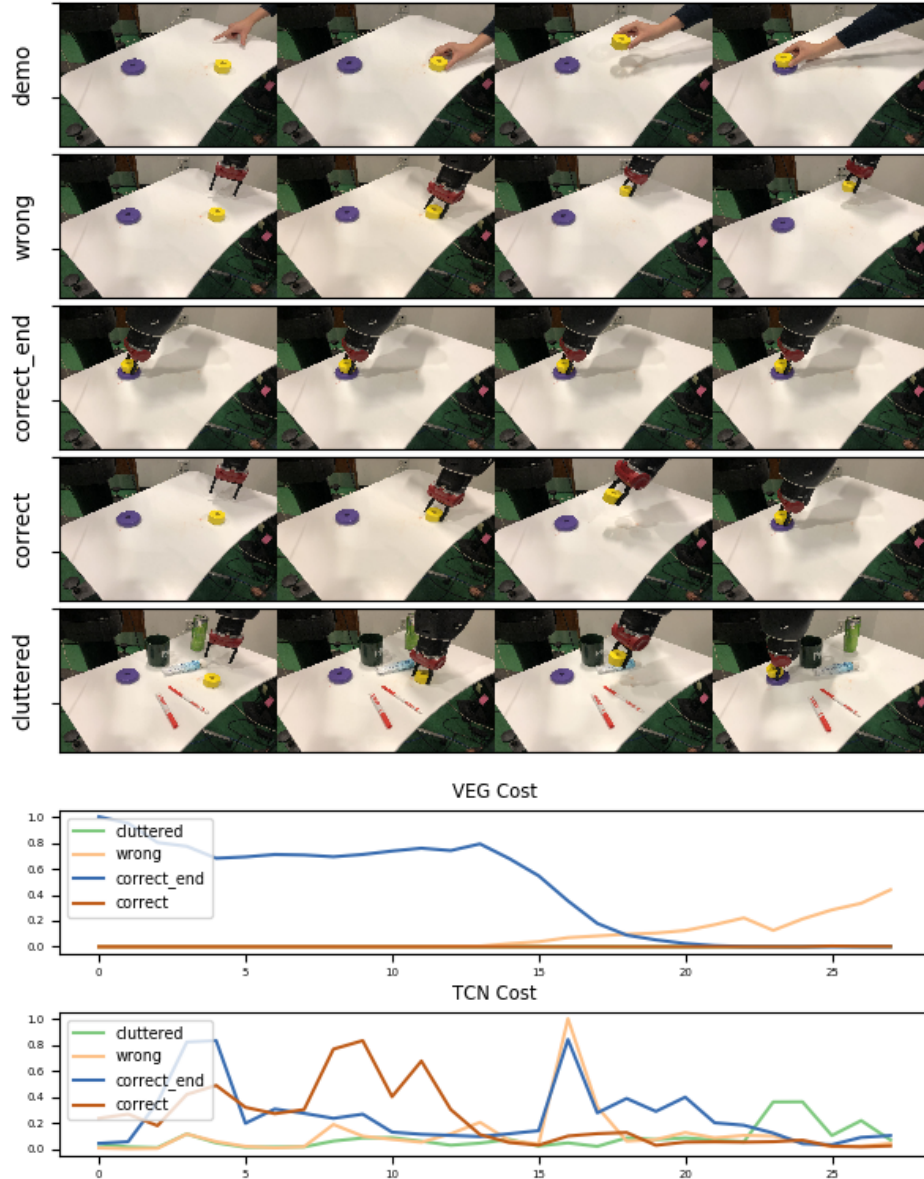 demo
wrong
correct_end
correct
cluttered
VEG Cost
1.0
0.8
0.6
0.4
0.2
0.0
cluttered
wrong
correct_end
correct
0 5 10 15 20 25
TCN Cost
1.0
0.8
0.6
0.4
0.2
0.0
cluttered
wrong
correct_end
correct
0 5 10 15 20 25